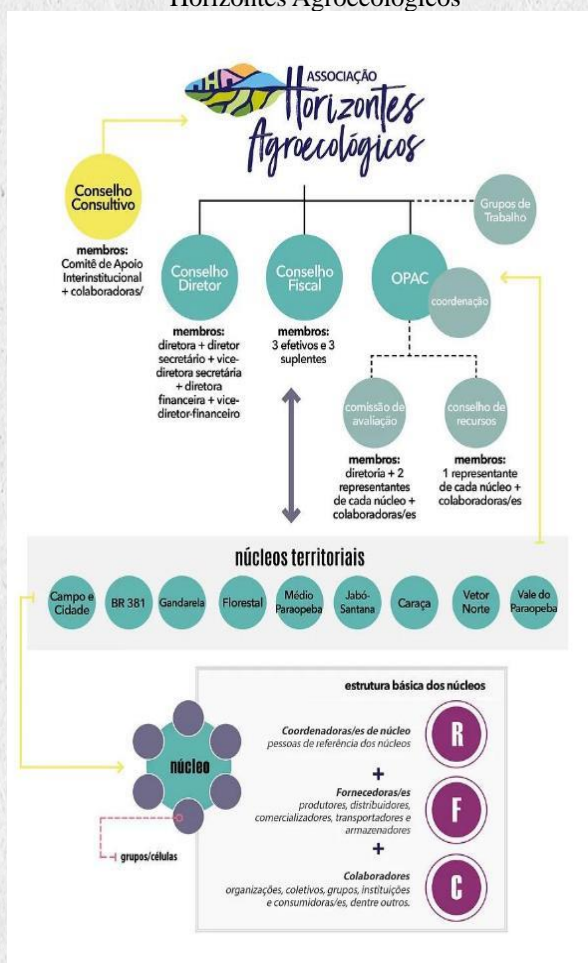 Horizontes Agroecológicos
ASSOCIAÇÃO
Horizontes
Agroecológicos
Conselho
Consultivo
membros:
Comitê de Apoio
Interinstitucional
+ colaboradoras/
Grupos de
Trabalho
Conselho
Diretor
membros:
diretora + diretor
secretário + vice-
diretora secretária
+ diretora
financeira + vice-
diretor-financeiro
Conselho
Fiscal
membros:
3 efetivos e 3
suplentes
OPAC
coordenação
comissão de
avaliação
membros:
diretoria + 2
representantes
de cada núcleo +
colaboradoras/es
conselho de
recursos
membros:
1 representante
de cada núcleo +
colaboradoras/es
núcleos territoriais
Campo e
Cidade
BR 381
Gandarela
Florestal
Médio
Paraopeba
Jabó-
Santana
Caraça
Vetor
Norte
Vale do
Paraopeba
núcleo
grupos/células
estrutura básica dos núcleos
Coordenadoras/es de núcleo
pessoas de referência dos núcleos
R
+
Fornecedoras/es
produtores, distribuidores,
comercializadores, transportadores e
armazenadores
F
+
Colaboradores
organizações, coletivos, grupos, instituições
e consumidoras/es, dentre outros.
C